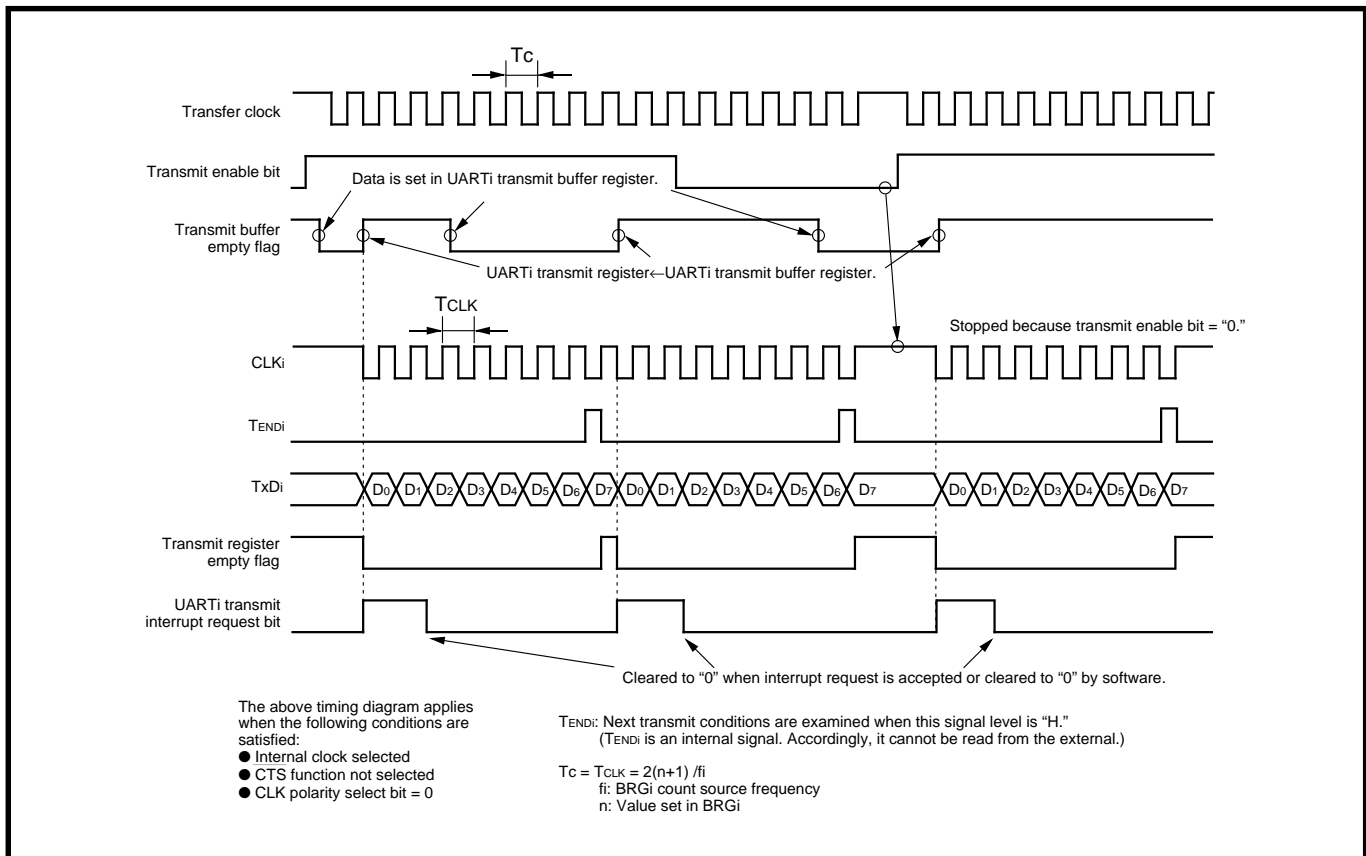 Tc
Transfer clock
Transmit enable bit
Data is set in UARTi transmit buffer register.
Transmit buffer
empty flag
UARTi transmit register←UARTi transmit buffer register.
TCLK
Stopped because transmit enable bit = “0.”
CLKi
TENDi
TxDi
D0 D1 D2 D3 D4 D5 D6 D7 D0 D1 D2 D3 D4 D5 D6 D7 D0 D1 D2 D3 D4 D5 D6 D7
Transmit register
empty flag
UARTi transmit
interrupt request bit
Cleared to “0” when interrupt request is accepted or cleared to “0” by software.
The above timing diagram applies
when the following conditions are
satisfied:
● Internal clock selected
● CTS function not selected
● CLK polarity select bit = 0
TENDi: Next transmit conditions are examined when this signal level is “H.”
(TENDi is an internal signal. Accordingly, it cannot be read from the external.)
Tc = TCLK = 2(n+1) /fi
fi: BRGi count source frequency
n: Value set in BRGi